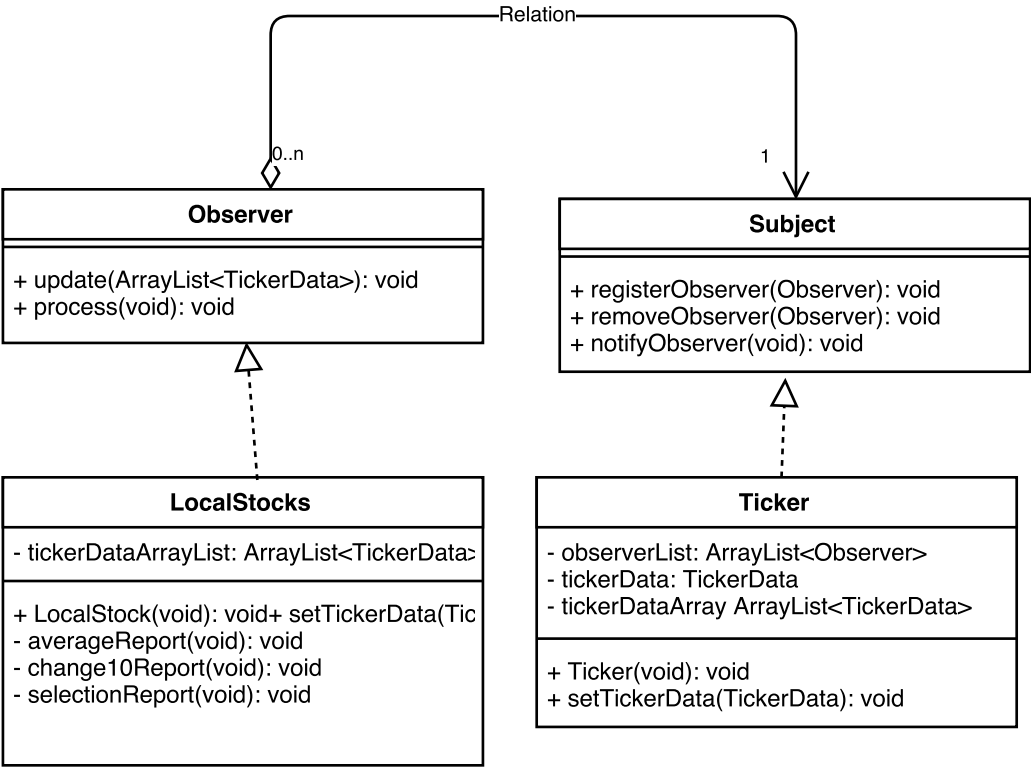 Relation
0..n
1
Observer
+ update(ArrayList<TickerData>): void
+ process(void): void
Subject
+ registerObserver(Observer): void
+ removeObserver(Observer): void
+ notifyObserver(void): void
LocalStocks
- tickerDataArrayList: ArrayList<TickerData>
+ LocalStock(void): void+ setTickerData(Tic
- averageReport(void): void
- change10Report(void): void
- selectionReport(void): void
Ticker
- observerList: ArrayList<Observer>
- tickerData: TickerData
- tickerDataArray ArrayList<TickerData>
+ Ticker(void): void
+ setTickerData(TickerData): void